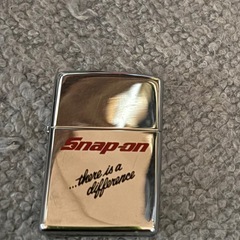 Snap-on
...there is a
difference